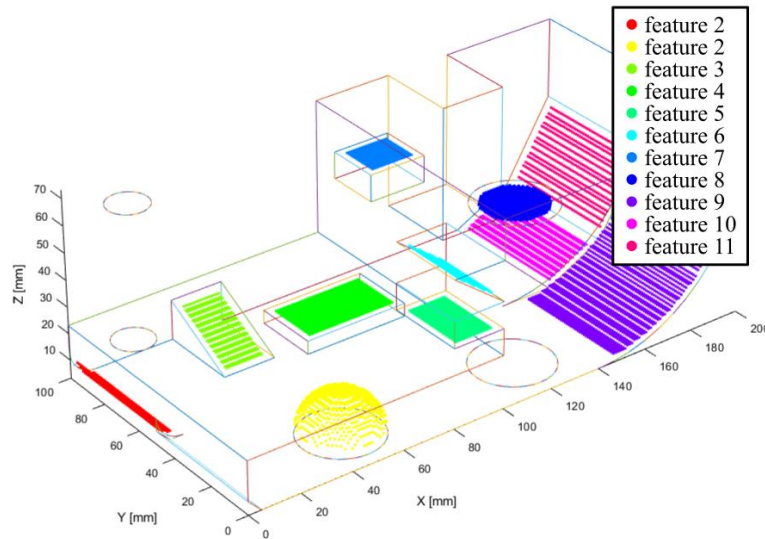 feature 2
feature 2
feature 3
feature 4
feature 5
feature 6
feature 7
feature 8
feature 9
feature 10
feature 11
70
60
50
40
30
20
10
Z [mm]
100
80
60
40
20
0
Y [mm]
0
20
40
60
80
100
120
140
160
180
200
X [mm]